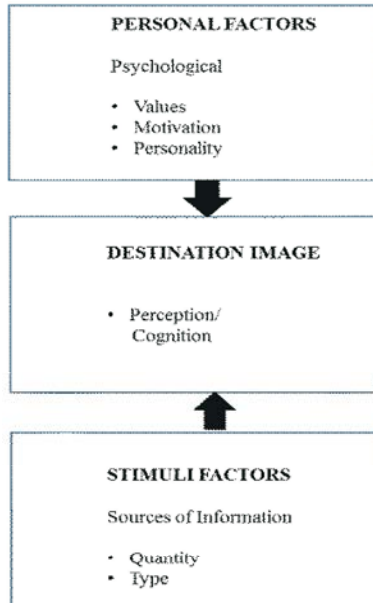 PERSONAL FACTORS
Psychological
• Values
• Motivation
• Personality
DESTINATION IMAGE
• Perception/
Cognition
STIMULI FACTORS
Sources of Information
• Quantity
• Type